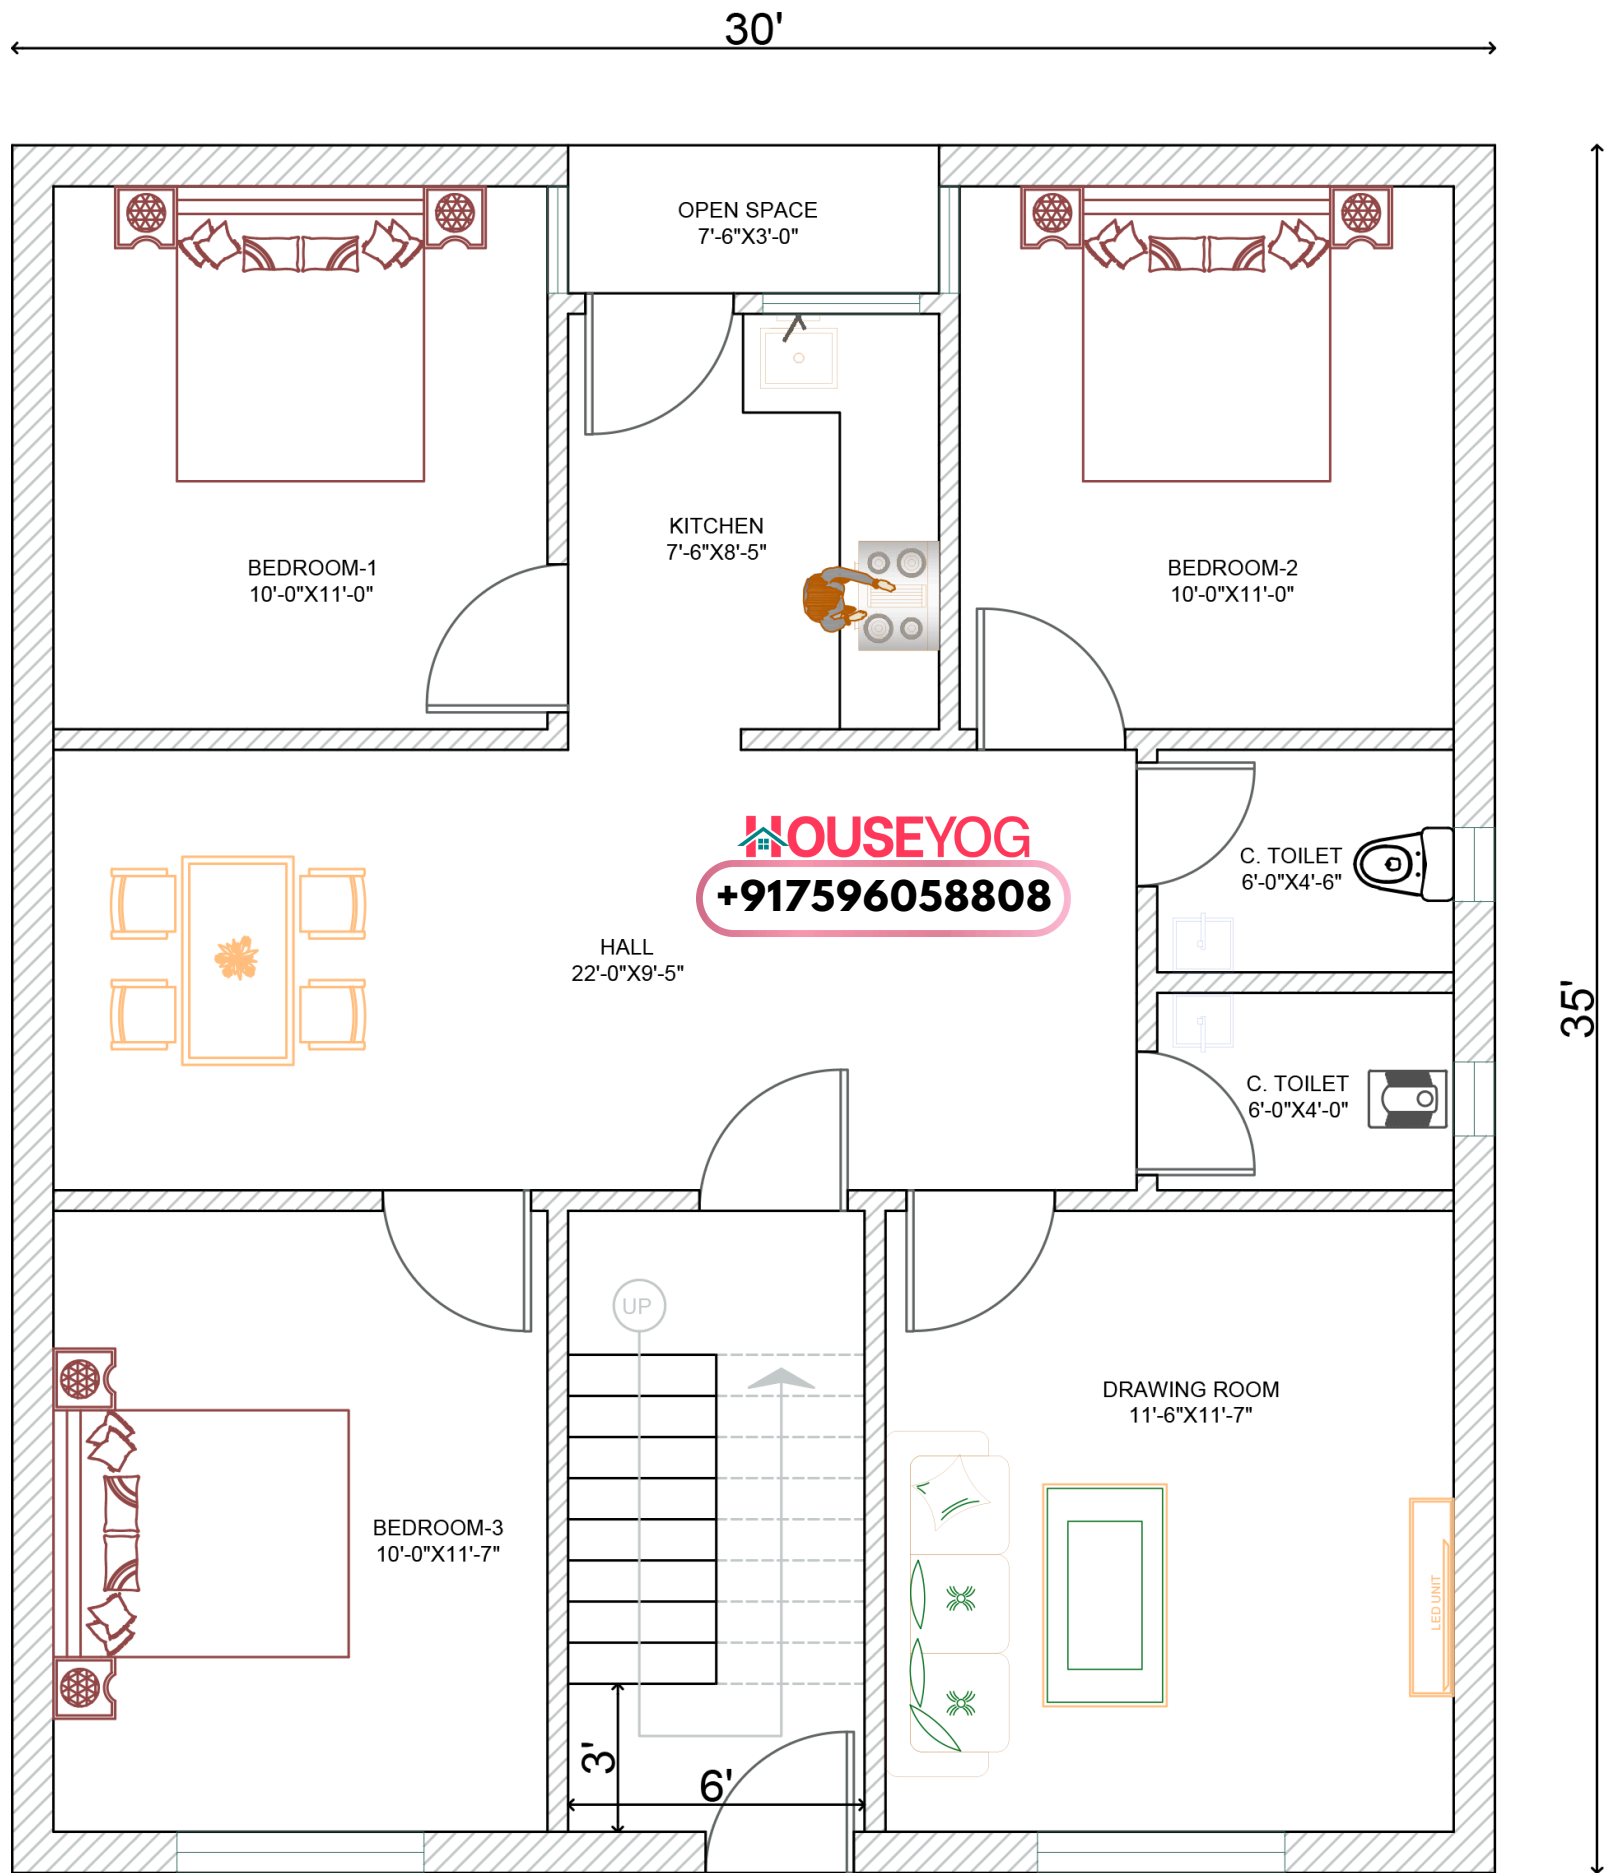 30'
OPEN SPACE
7'-6"X3'-0"
KITCHEN
7'-6"X8'-5"
BEDROOM-1
10'-0"X11'-0"
BEDROOM-2
10'-0"X11'-0"
HOUSEYOG
+917596058808
C. TOILET
6'-0"X4'-6"
HALL
22'-0"X9'-5"
35'
C. TOILET
6'-0"X4'-0"
UP
DRAWING ROOM
11'-6"X11'-7"
BEDROOM-3
10'-0"X11'-7"
LED UNIT
3'
6'